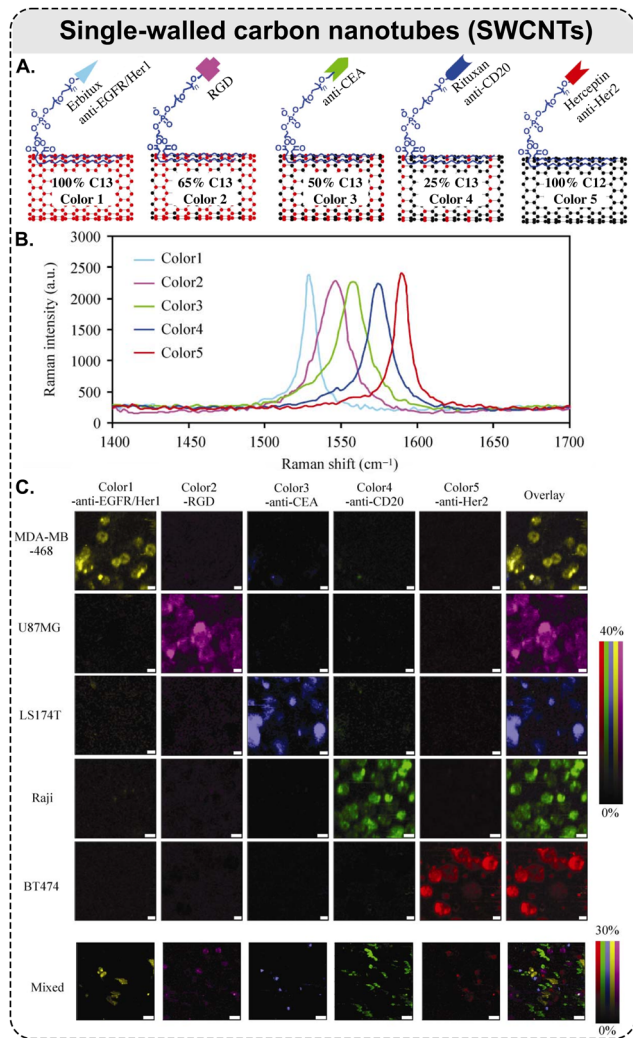 Single-walled carbon nanotubes (SWCNTs)
A.
Erbitux
anti-EGFR/Her1
RGD
anti-CEA
Rituxan
anti-CD20
Herceptin
anti-Her2
100% C13
Color 1
65% C13
Color 2
50% C13
Color 3
25% C13
Color 4
100% C12
Color 5
B.
3000
2500
2000
1500
1000
500
0
Raman intensity (a.u.)
Color1
Color2
Color3
Color4
Color5
1400
1450
1500
1550
1600
1650
1700
Raman shift (cm⁻¹)
C.
Color1
-anti-EGFR/Her1
Color2
-RGD
Color3
-anti-CEA
Color4
-anti-CD20
Color5
-anti-Her2
Overlay
MDA-MB
-468
U87MG
LS174T
Raji
BT474
Mixed
40%
0%
30%
0%